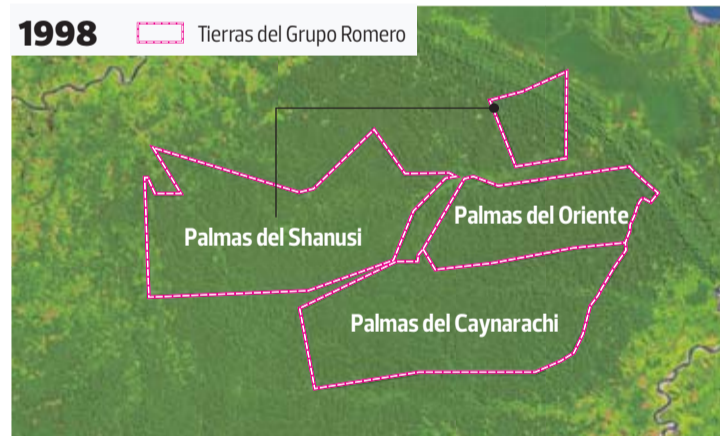 1998
Tierras del Grupo Romero
Palmas del Oriente
Palmas del Shanusi
Palmas del Caynarachi